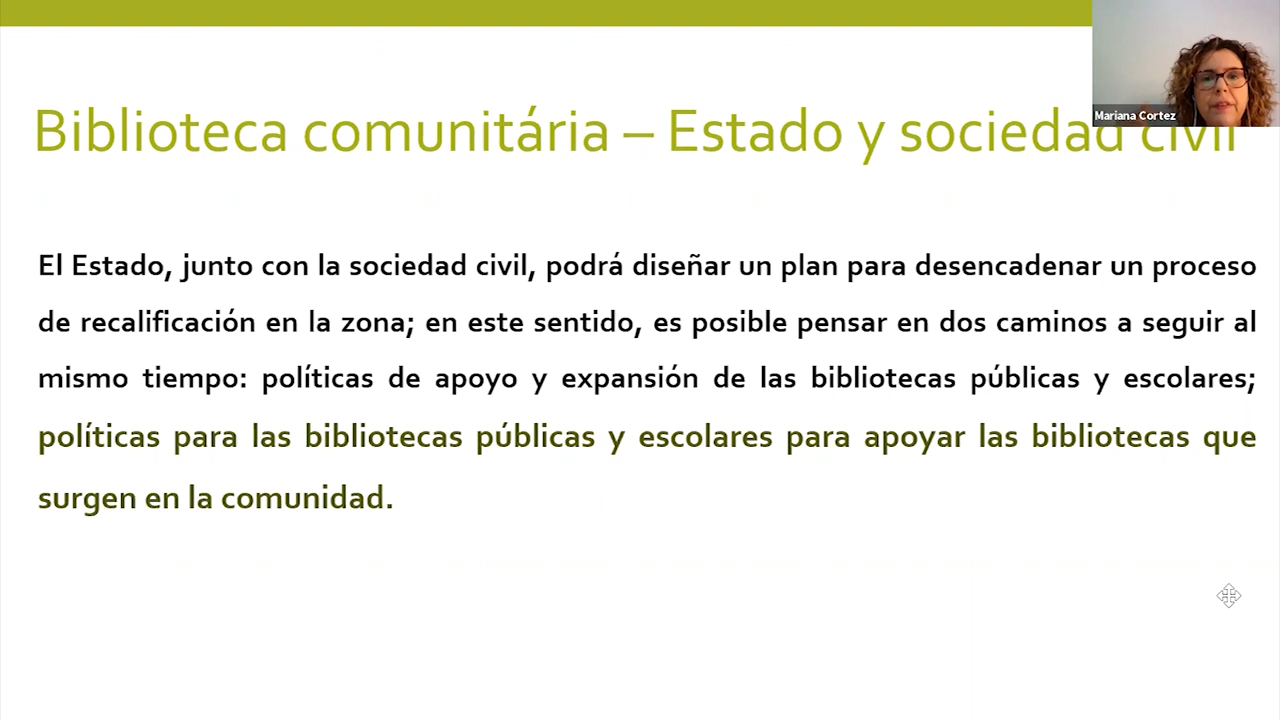 Mariana Cortez
Biblioteca comunitária – Estado y sociedad civil
El Estado, junto con la sociedad civil, podrá diseñar un plan para desencadenar un proceso
de recalificación en la zona; en este sentido, es posible pensar en dos caminos a seguir al
mismo tiempo: políticas de apoyo y expansión de las bibliotecas públicas y escolares;
políticas para las bibliotecas públicas y escolares para apoyar las bibliotecas que
surgen en la comunidad.